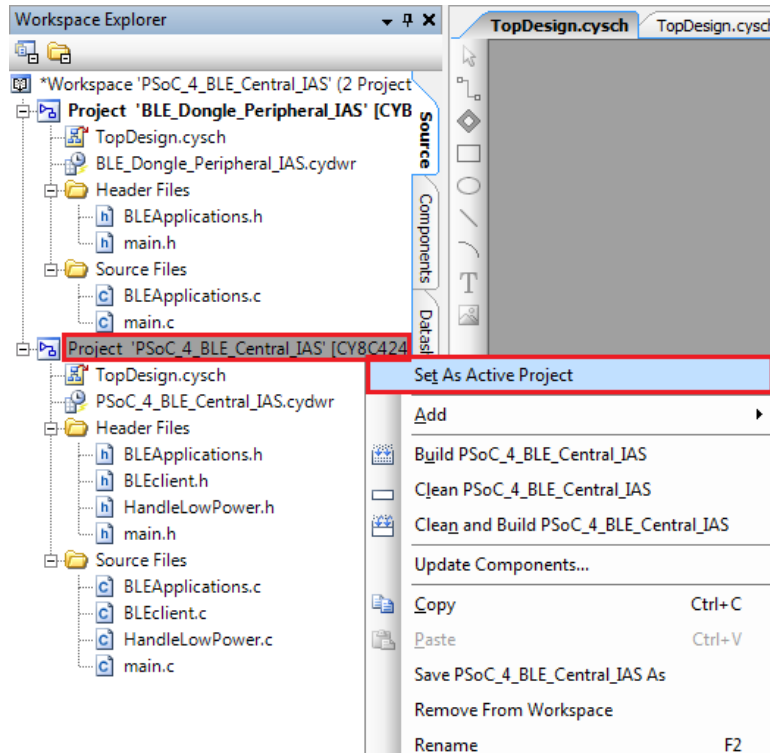 Workspace Explorer
TopDesign.cysch
TopDesign.cysch
*Workspace 'PSoC_4_BLE_Central_IAS' (2 Project
Project 'BLE_Dongle_Peripheral_IAS' [CYB
TopDesign.cysch
BLE_Dongle_Peripheral_IAS.cydwr
Header Files
BLEApplications.h
main.h
Source Files
BLEApplications.c
main.c
Project 'PSoC_4_BLE_Central_IAS' [CY8C424
TopDesign.cysch
PSoC_4_BLE_Central_IAS.cydwr
Header Files
BLEApplications.h
BLEclient.h
HandleLowPower.h
main.h
Source Files
BLEApplications.c
BLEclient.c
HandleLowPower.c
main.c
Source
Components
Datash
Set As Active Project
Add
Build PSoC_4_BLE_Central_IAS
Clean PSoC_4_BLE_Central_IAS
Clean and Build PSoC_4_BLE_Central_IAS
Update Components...
Copy Ctrl+C
Paste Ctrl+V
Save PSoC_4_BLE_Central_IAS As
Remove From Workspace
Rename F2